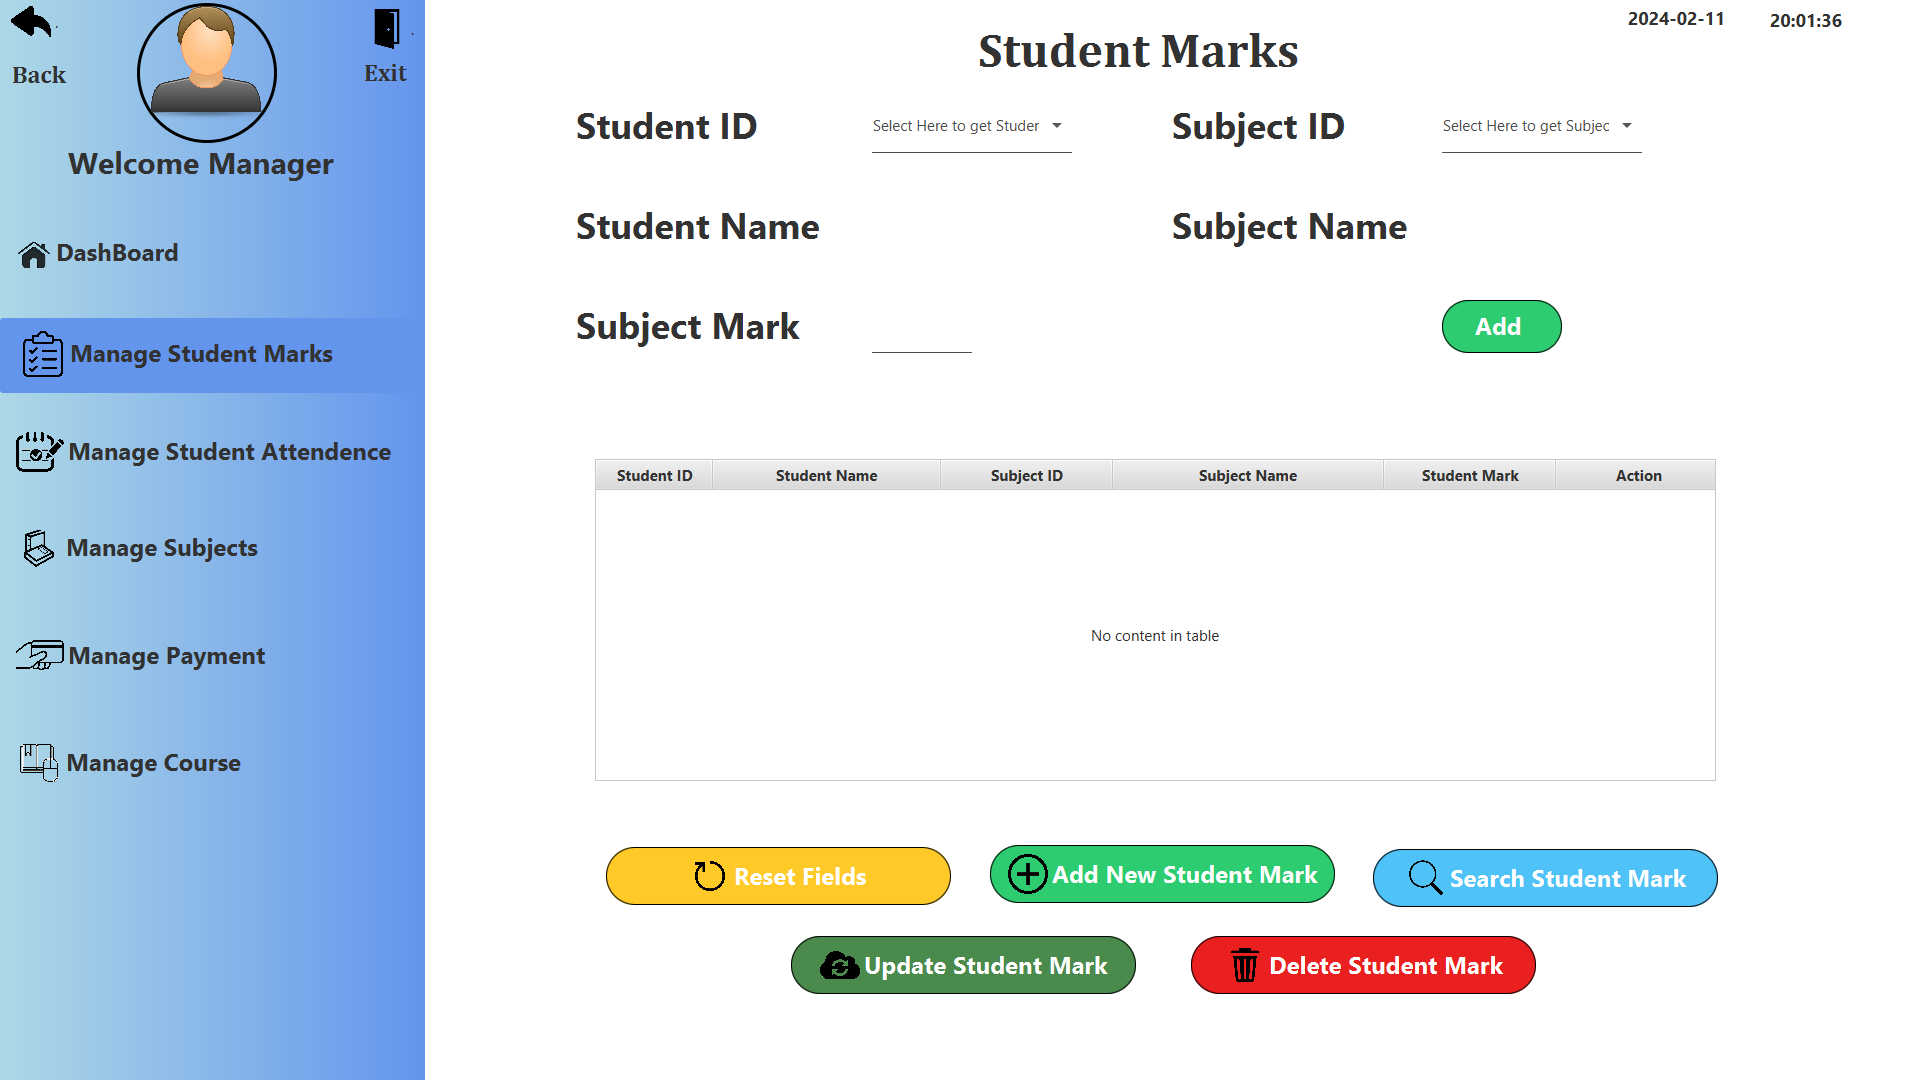 Back
Exit
Welcome Manager
DashBoard
Manage Student Marks
Manage Student Attendence
Manage Subjects
Manage Payment
Manage Course
2024-02-11 20:01:36
Student Marks
Student ID Select Here to get Studer Subject ID Select Here to get Subjec
Student Name Subject Name
Subject Mark Add
Student ID Student Name Subject ID Subject Name Student Mark Action
No content in table
Reset Fields Add New Student Mark Search Student Mark
Update Student Mark Delete Student Mark